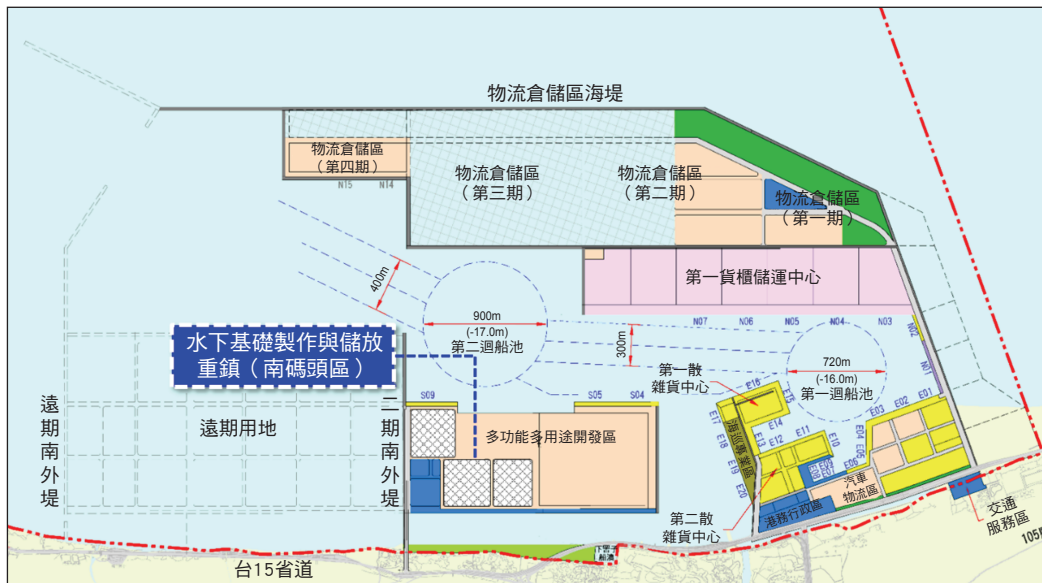 物流倉儲區海堤
物流倉儲區
（第四期）
N15
N14
物流倉儲區
（第三期）
物流倉儲區
（第二期）
物流倉儲區
（第一期）
400m
900m
(-17.0m)
第二迴船池
第一貨櫃儲運中心
N07
N06
N05
N04
N03
N02
N01
300m
720m
(-16.0m)
第一迴船池
水下基礎製作與儲放
重鎮（南碼頭區）
遠期南外堤
遠期用地
二期南外堤
S09
S05
S04
多功能多用途開發區
第一散
雜貨中心
E16
E15
E17
E18
E19
E20
E14
E13
E12
E11
E10
E06
E05
E04
E03
E02
E01
汽車
物流區
港務行政區
第二散
雜貨中心
交通
服務區
台15省道